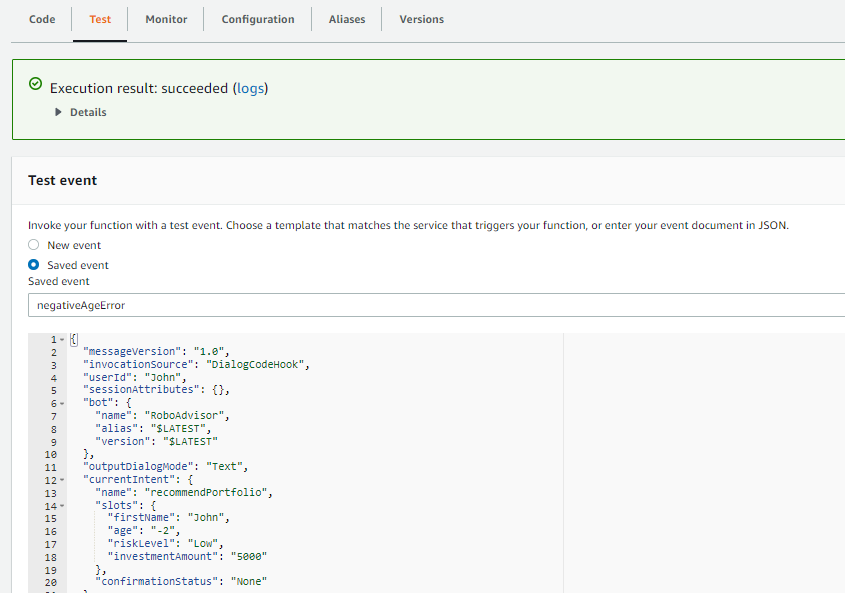 Code Test Monitor Configuration Aliases Versions
Execution result: succeeded (logs)
Details
Test event
Invoke your function with a test event. Choose a template that matches the service that triggers your function, or enter your event document in JSON.
New event
Saved event
Saved event
negativeAgeError
1 {
2 "messageVersion": "1.0",
3 "invocationSource": "DialogCodeHook",
4 "userId": "John",
5 "sessionAttributes": {},
6 "bot": {
7 "name": "RoboAdvisor",
8 "alias": "$LATEST",
9 "version": "$LATEST"
10 },
11 "outputDialogMode": "Text",
12 "currentIntent": {
13 "name": "recommendPortfolio",
14 "slots": {
15 "firstName": "John",
16 "age": "-2",
17 "riskLevel": "Low",
18 "investmentAmount": "5000"
19 },
20 "confirmationStatus": "None"